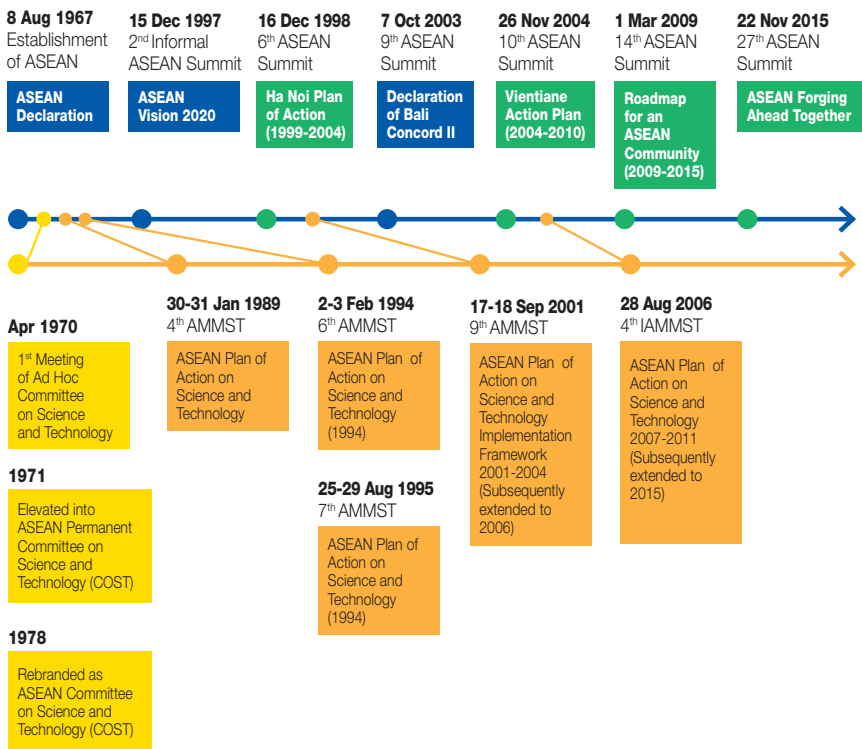 8 Aug 1967
Establishment
of ASEAN
ASEAN
Declaration
15 Dec 1997
2nd Informal
ASEAN Summit
ASEAN
Vision 2020
16 Dec 1998
6th ASEAN
Summit
Ha Noi Plan
of Action
(1999-2004)
7 Oct 2003
9th ASEAN
Summit
Declaration
of Bali
Concord II
26 Nov 2004
10th ASEAN
Summit
Vientiane
Action Plan
(2004-2010)
1 Mar 2009
14th ASEAN
Summit
Roadmap
for an
ASEAN
Community
(2009-2015)
22 Nov 2015
27th ASEAN
Summit
ASEAN Forging
Ahead Together
Apr 1970
1st Meeting
of Ad Hoc
Committee
on Science
and Technology
1971
Elevated into
ASEAN Permanent
Committee on
Science and
Technology (COST)
1978
Rebranded as
ASEAN Committee
on Science and
Technology (COST)
30-31 Jan 1989
4th AMMST
ASEAN Plan of
Action on
Science and
Technology
2-3 Feb 1994
6th AMMST
ASEAN Plan of
Action on
Science and
Technology
(1994)
25-29 Aug 1995
7th AMMST
ASEAN Plan of
Action on
Science and
Technology
(1994)
17-18 Sep 2001
9th AMMST
ASEAN Plan of
Action on
Science and
Technology
Implementation
Framework
2001-2004
(Subsequently
extended to
2006)
28 Aug 2006
4th IAMMST
ASEAN Plan of
Action on
Science and
Technology
2007-2011
(Subsequently
extended to
2015)